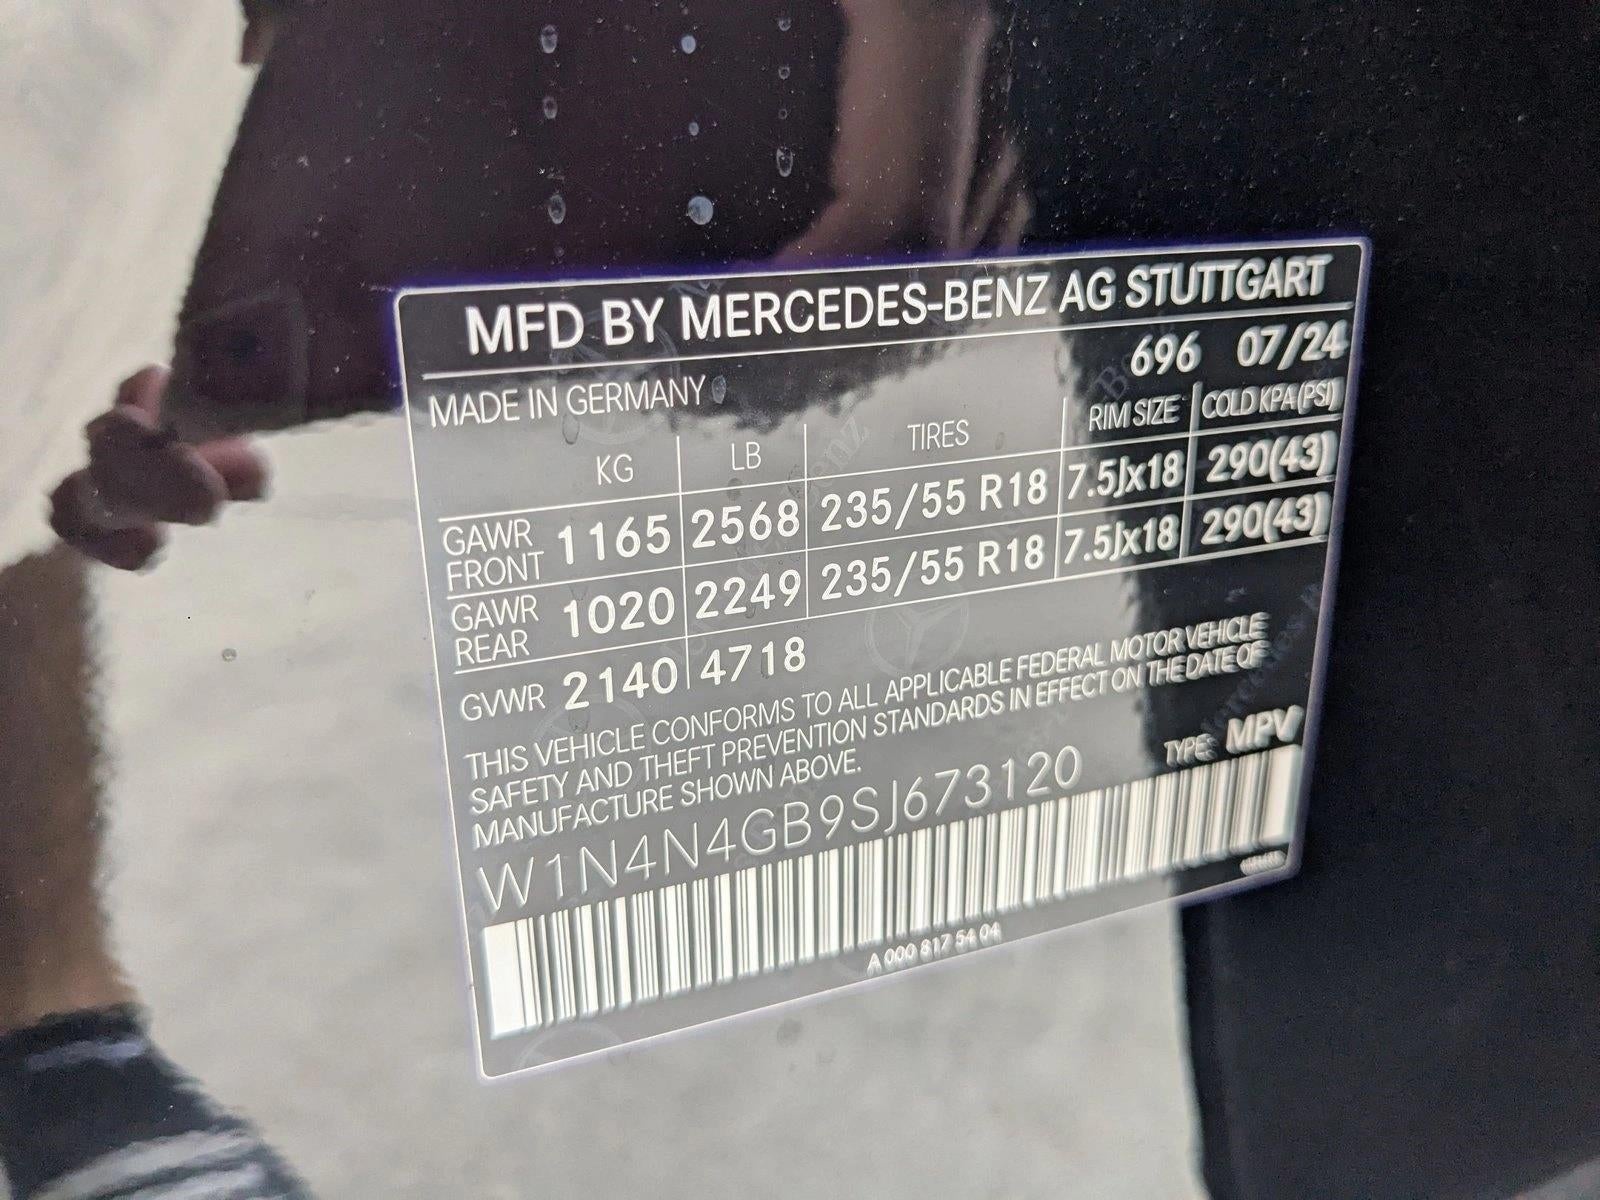 MFD BY MERCEDES-BENZ AG STUTTGART
696 07/24
MADE IN GERMANY
KG LB TIRES RIM SIZE COLD KPA(PSI)
GAWR FRONT 1165 2568 235/55 R18 7.5Jx18 290(43)
GAWR REAR 1020 2249 235/55 R18 7.5Jx18 290(43)
GVWR 2140 4718
THIS VEHICLE CONFORMS TO ALL APPLICABLE FEDERAL MOTOR VEHICLE
SAFETY AND THEFT PREVENTION STANDARDS IN EFFECT ON THE DATE OF
MANUFACTURE SHOWN ABOVE.
TYPE: MPV
W1N4N4GB9SJ673120
A 000 817 54 04